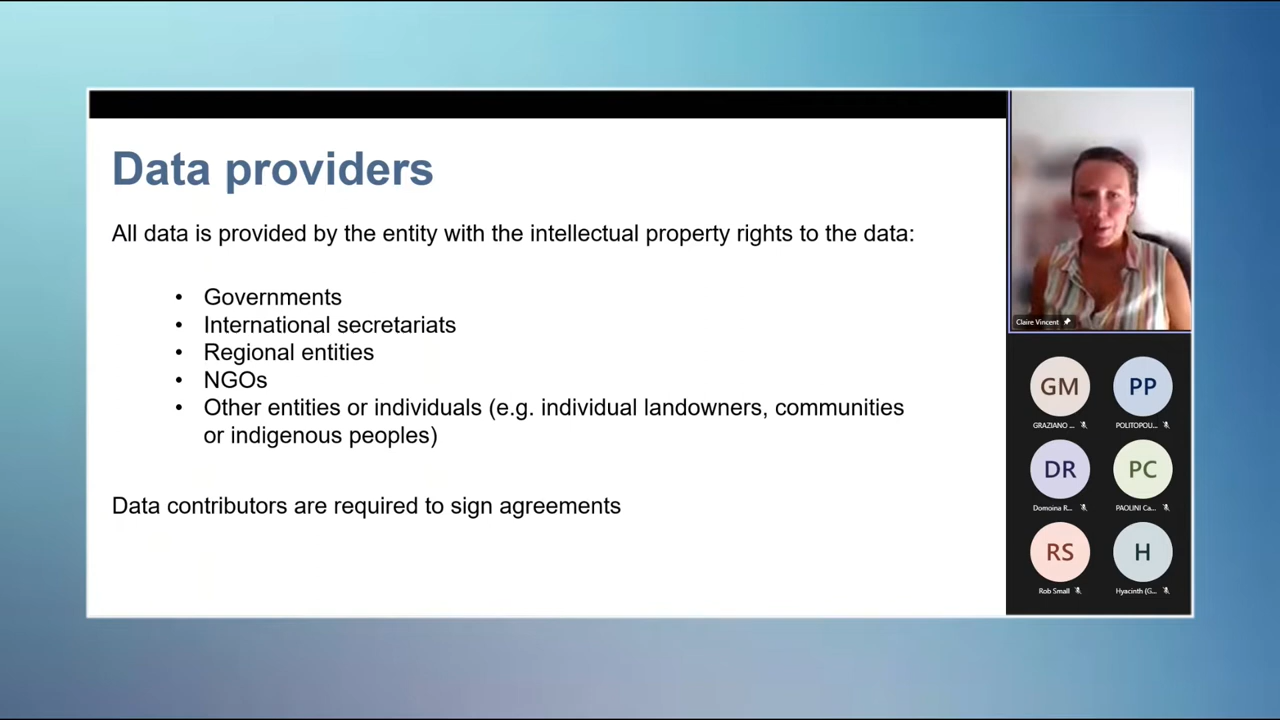 Data providers
All data is provided by the entity with the intellectual property rights to the data:
• Governments
• International secretariats
• Regional entities
• NGOs
• Other entities or individuals (e.g. individual landowners, communities
or indigenous peoples)
Data contributors are required to sign agreements
Claire Vincent
GM
PP
GRAZIANO ...
POLITOPOU...
DR
PC
Domoina R...
PAOLINI Ca...
RS
H
Rob Small
Hyacinth (G...